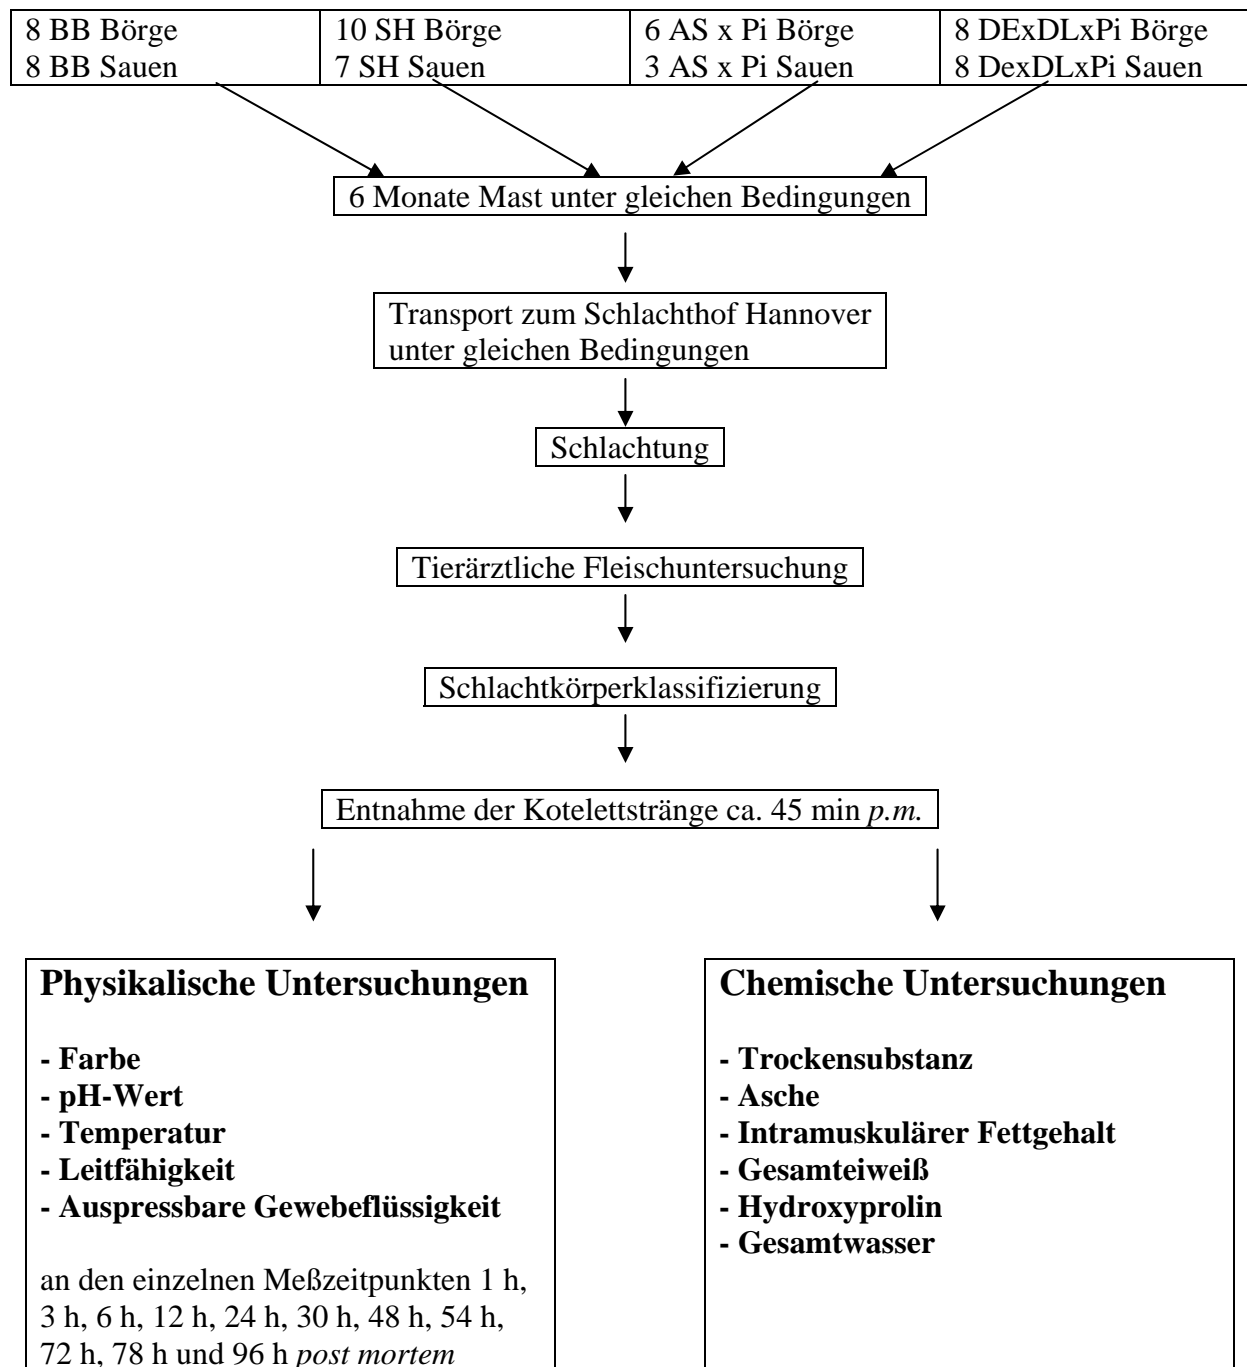 8 BB Börge
8 BB Sauen
10 SH Börge
7 SH Sauen
6 AS x Pi Börge
3 AS x Pi Sauen
8 DExDLxPi Börge
8 DexDLxPi Sauen
6 Monate Mast unter gleichen Bedingungen
Transport zum Schlachthof Hannover
unter gleichen Bedingungen
Schlachtung
Tierärztliche Fleischuntersuchung
Schlachtkörperklassifizierung
Entnahme der Kotelettstränge ca. 45 min p.m.
Physikalische Untersuchungen
- Farbe
- pH-Wert
- Temperatur
- Leitfähigkeit
- Auspressbare Gewebeflüssigkeit
an den einzelnen Meßzeitpunkten 1 h,
3 h, 6 h, 12 h, 24 h, 30 h, 48 h, 54 h,
72 h, 78 h und 96 h post mortem
Chemische Untersuchungen
- Trockensubstanz
- Asche
- Intramuskulärer Fettgehalt
- Gesamteiweiß
- Hydroxyprolin
- Gesamtwasser